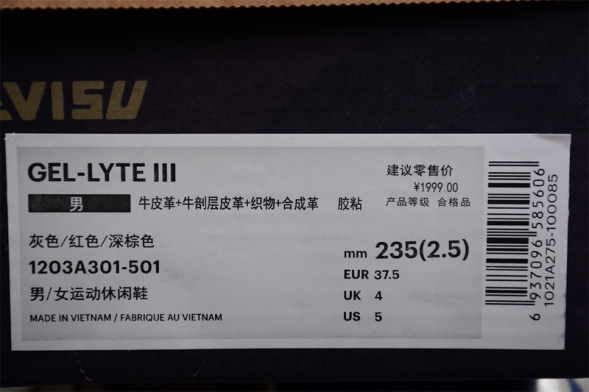 EVISU
GEL-LYTE III
男
牛皮革+牛剖层皮革+织物+合成革 胶粘
建议零售价
¥1999.00
产品等级 合格品
灰色/红色/深棕色
1203A301-501
男/女运动休闲鞋
MADE IN VIETNAM / FABRIQUE AU VIETNAM
mm 235(2.5)
EUR 37.5
UK 4
US 5
6 937096 585606
1021A275-100085